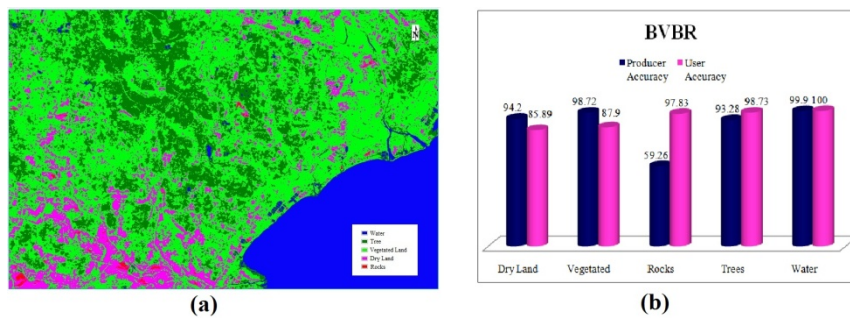 N
Water
Tree
Vegetated Land
Dry Land
Rocks
(a)
BVBR
Producer Accuracy
User Accuracy
94.2
85.89
98.72
87.9
59.26
97.83
93.28
98.73
99.9
100
Dry Land
Vegetated
Rocks
Trees
Water
(b)